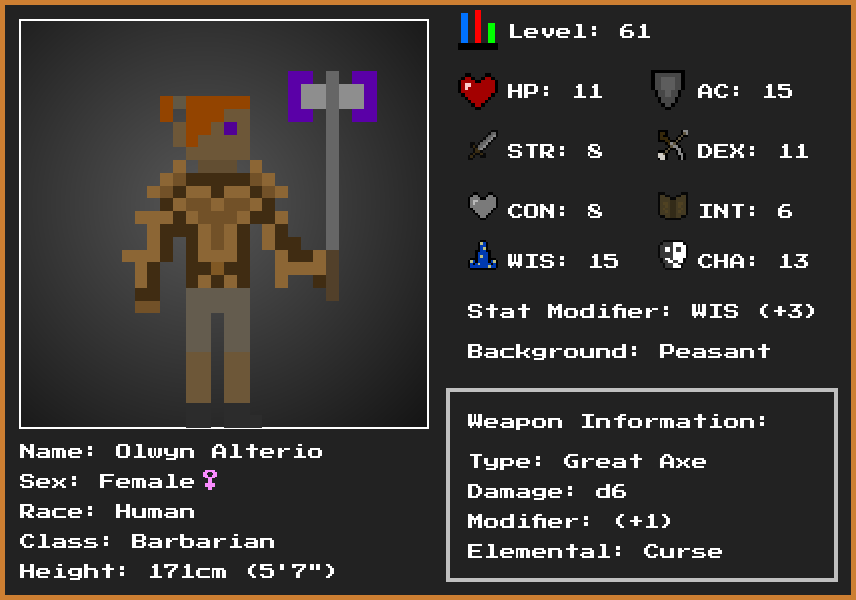 Level: 61
HP: 11
AC: 15
STR: 8
DEX: 11
CON: 8
INT: 6
WIS: 15
CHA: 13
Stat Modifier: WIS (+3)
Background: Peasant
Weapon Information:
Type: Great Axe
Damage: d6
Modifier: (+1)
Elemental: Curse
Name: Olwyn Alterio
Sex: Female♀
Race: Human
Class: Barbarian
Height: 171cm (5'7")